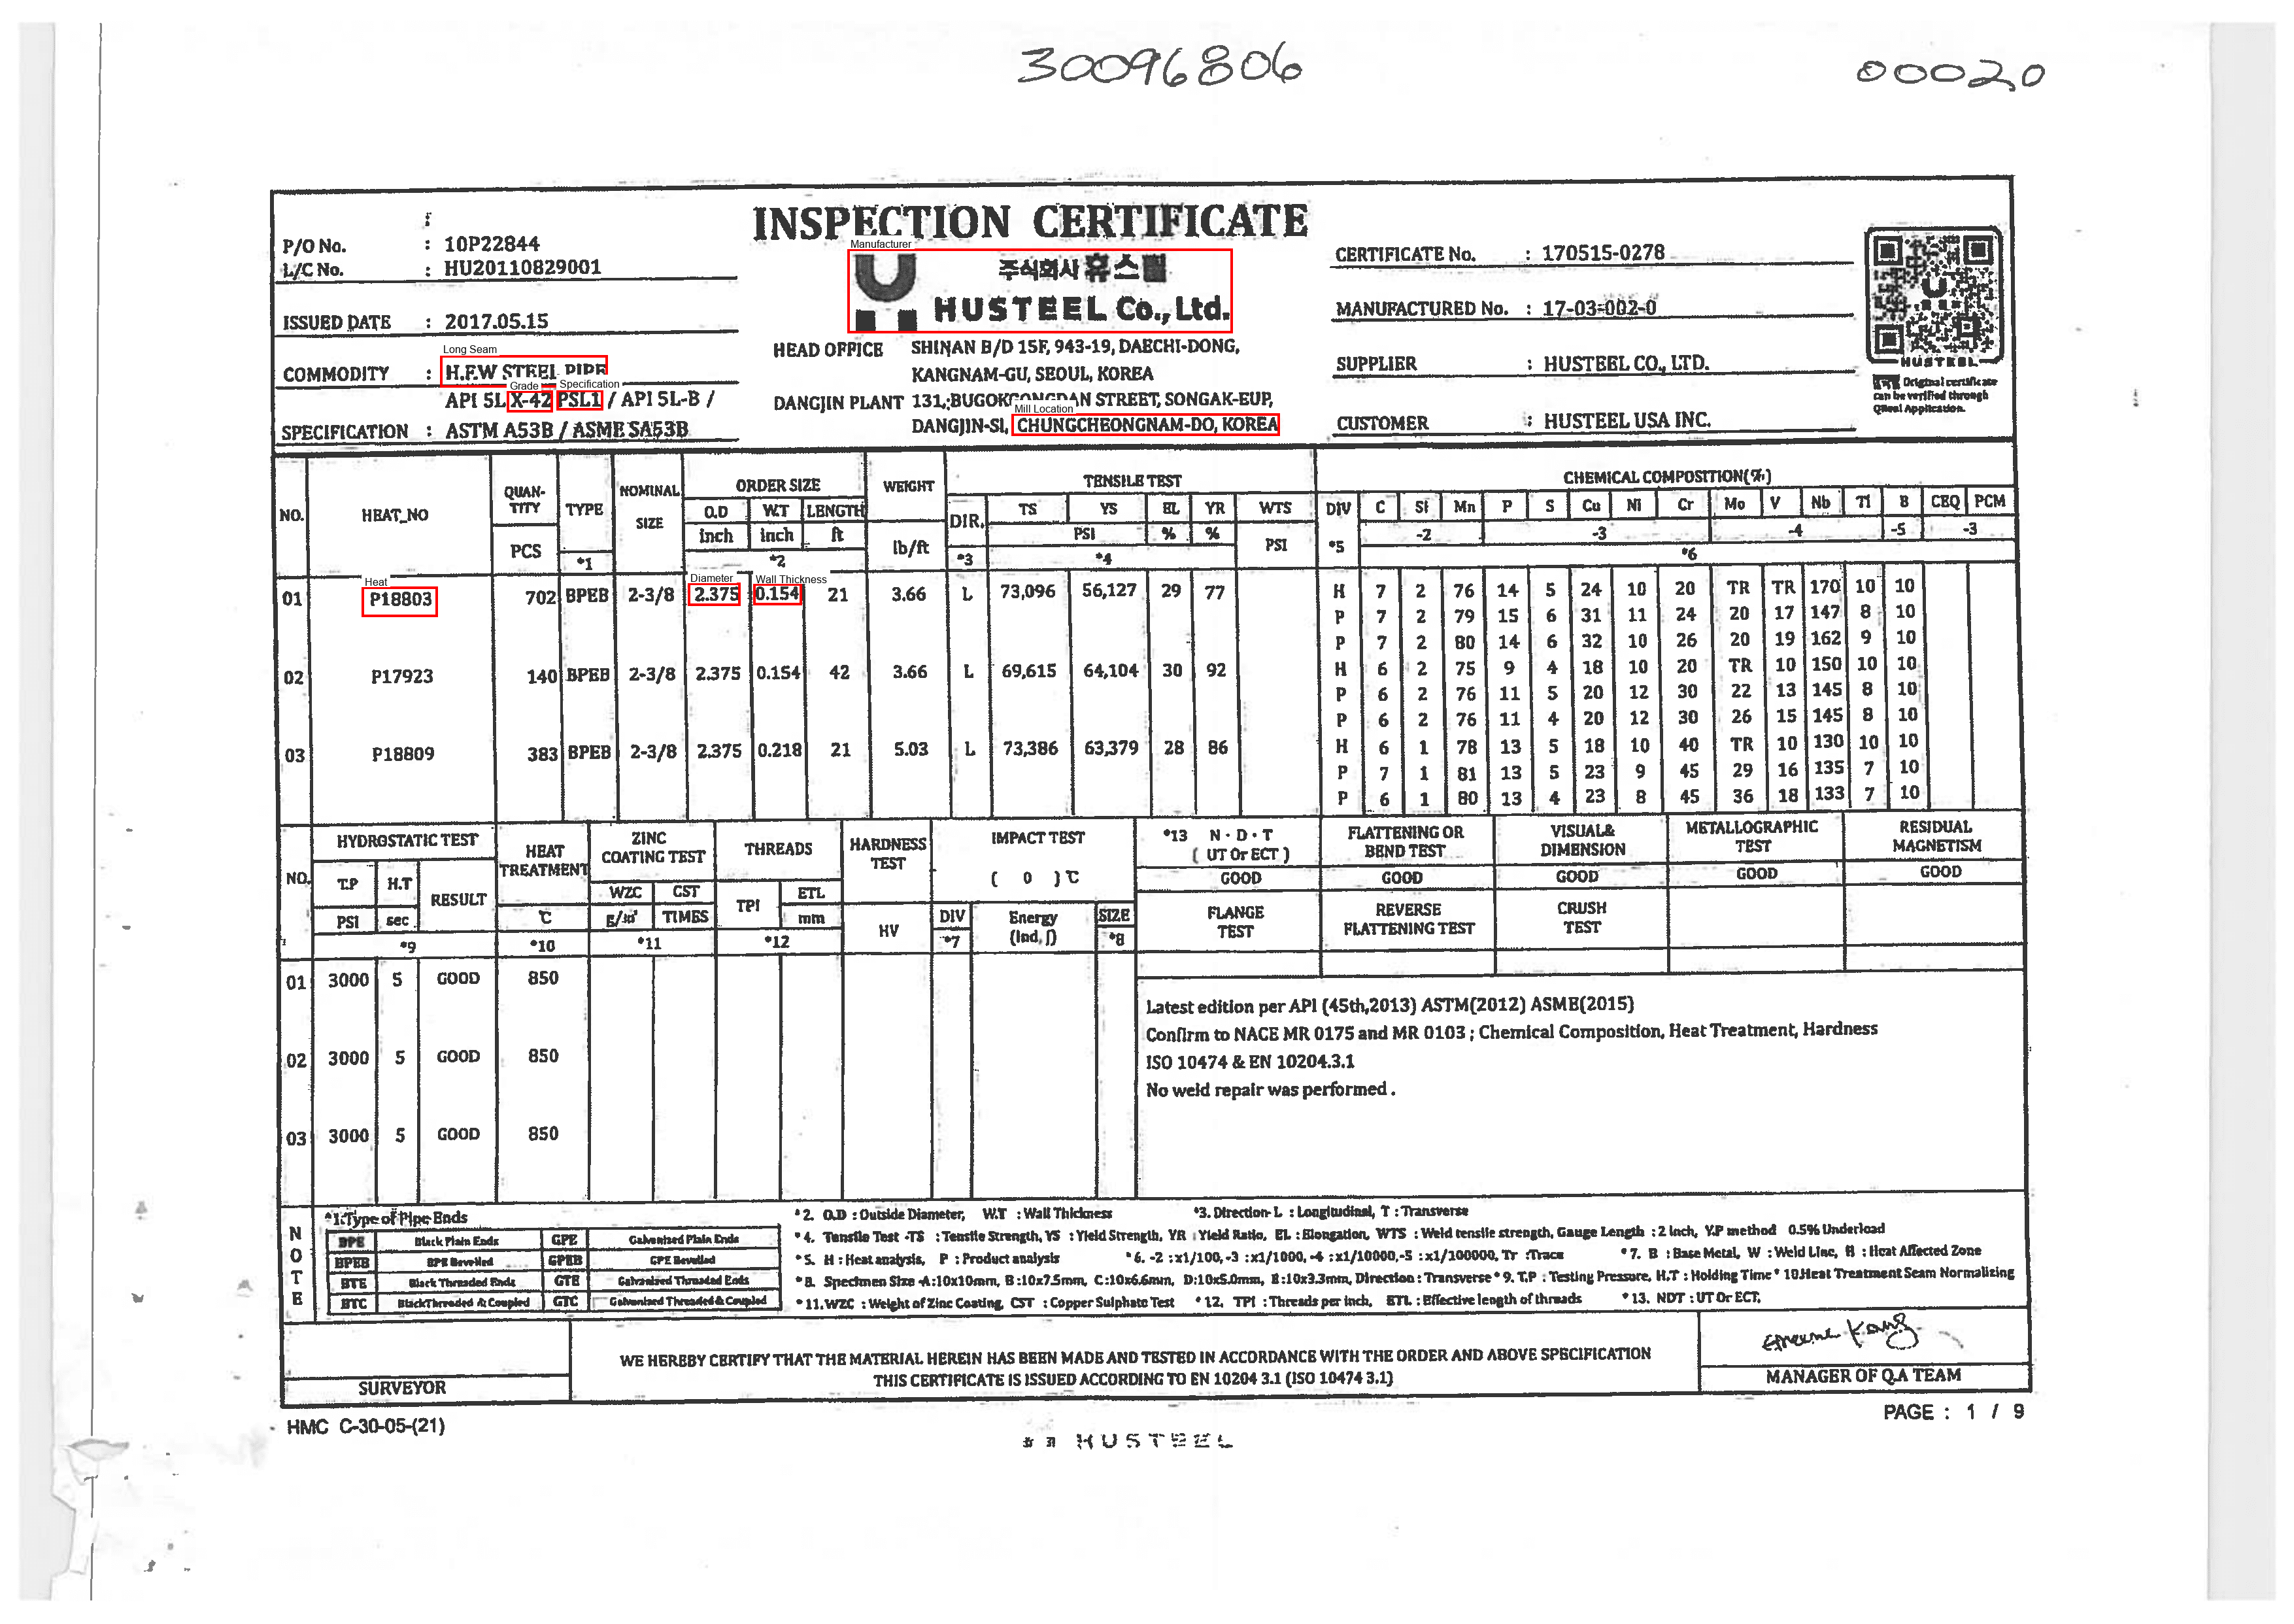 30096806
00020
INSPECTION CERTIFICATE
:
P/O No. : 10P22844
L/C No. : HU20110829001
ISSUED DATE : 2017.05.15
Long Seam
COMMODITY : H.F.W STEEL PIPE
Grade Specification
API 5L X-42 PSL1 / API 5L-B /
SPECIFICATION : ASTM A53B / ASME SA53B
Manufacturer
주식회사 휴스틸
HUSTEEL Co., Ltd.
HEAD OFFICE SHINAN B/D 15F, 943-19, DAECHI-DONG,
KANGNAM-GU, SEOUL, KOREA
DANGJIN PLANT 131, BUGOKGONGDAN STREET, SONGAK-EUP,
Mill Location
DANGJIN-SI, CHUNGCHEONGNAM-DO, KOREA
CERTIFICATE No. : 170515-0278
MANUFACTURED No. : 17-03-002-0
SUPPLIER : HUSTEEL CO., LTD.
CUSTOMER : HUSTEEL USA INC.
HUSTEEL
Original certificate
can be verified through
QReal Application.
NO. HEAT_NO QUAN-TITY TYPE NOMINAL SIZE ORDER SIZE WEIGHT TENSILE TEST CHEMICAL COMPOSITION(%)
O.D W.T LENGTH DIR. TS YS EL YR WTS DIV C Si Mn P S Cu Ni Cr Mo V Nb Ti B CEQ PCM
PCS inch inch ft lb/ft PSI % % PSI -2 -3 -4 -5 -3
*1 *2 *3 *4 *5 *6
Heat Diameter Wall Thickness
01 P18803 702 BPEB 2-3/8 2.375 0.154 21 3.66 L 73,096 56,127 29 77 H 7 2 76 14 5 24 10 20 TR TR 170 10 10
P 7 2 79 15 6 31 11 24 20 17 147 8 10
P 7 2 80 14 6 32 10 26 20 19 162 9 10
02 P17923 140 BPEB 2-3/8 2.375 0.154 42 3.66 L 69,615 64,104 30 92 H 6 2 75 9 4 18 10 20 TR 10 150 10 10
P 6 2 76 11 5 20 12 30 22 13 145 8 10
P 6 2 76 11 4 20 12 30 26 15 145 8 10
03 P18809 383 BPEB 2-3/8 2.375 0.218 21 5.03 L 73,386 63,379 28 86 H 6 1 78 13 5 18 10 40 TR 10 130 10 10
P 7 1 81 13 5 23 9 45 29 16 135 7 10
P 6 1 80 13 4 23 8 45 36 18 133 7 10
NO. HYDROSTATIC TEST HEAT TREATMENT ZINC COATING TEST THREADS HARDNESS TEST IMPACT TEST *13 N·D·T FLATTENING OR BEND TEST VISUAL& DIMENSION METALLOGRAPHIC TEST RESIDUAL MAGNETISM
( 0 )℃ ( UT Or ECT )
GOOD GOOD GOOD GOOD GOOD
T.P H.T RESULT WZC CST TPI ETL
PSI sec ℃ g/㎡ TIMES mm HV DIV Energy (Ind, J) SIZE FLANGE TEST REVERSE FLATTENING TEST CRUSH TEST
*9 *10 *11 *12 *7 *8
01 3000 5 GOOD 850
02 3000 5 GOOD 850
03 3000 5 GOOD 850
Latest edition per API (45th,2013) ASTM(2012) ASME(2015)
Confirm to NACE MR 0175 and MR 0103 ; Chemical Composition, Heat Treatment, Hardness
ISO 10474 & EN 10204.3.1
No weld repair was performed .
NOTE
*1.Type of Pipe Ends
BPE Black Plain Ends GPE Galvanized Plain Ends
BPEB BPE Bevelled GPEB GPE Bevelled
BTE Black Threaded Ends GTE Galvanized Threaded Ends
BTC Black Threaded & Coupled GTC Galvanized Threaded & Coupled
*2. O.D : Outside Diameter, W.T : Wall Thickness *3. Direction- L : Longitudinal, T : Transverse
*4. Tensile Test -TS : Tensile Strength, YS : Yield Strength, YR : Yield Ratio, EL : Elongation, WTS : Weld tensile strength, Gauge Length : 2 inch, Y.P method 0.5% Underload
*5. H : Heat analysis, P : Product analysis *6. -2 : x1/100, -3 : x1/1000, -4 : x1/10000, -5 : x1/100000, Tr : Trace *7. B : Base Metal, W : Weld Line, H : Heat Affected Zone
*8. Specimen Size -A:10x10mm, B:10x7.5mm, C:10x6.6mm, D:10x5.0mm, E:10x3.3mm, Direction : Transverse *9. T.P : Testing Pressure, H.T : Holding Time *10.Heat Treatment Seam Normalizing
*11. WZC : Weight of Zinc Coating, CST : Copper Sulphate Test *12. TPI : Threads per inch, ETL : Effective length of threads *13. NDT : UT Or ECT.
SURVEYOR
WE HEREBY CERTIFY THAT THE MATERIAL HEREIN HAS BEEN MADE AND TESTED IN ACCORDANCE WITH THE ORDER AND ABOVE SPECIFICATION
THIS CERTIFICATE IS ISSUED ACCORDING TO EN 10204 3.1 (ISO 10474 3.1)
MANAGER OF Q.A TEAM
HMC C-30-05-(21)
PAGE : 1 / 9
HUSTEEL